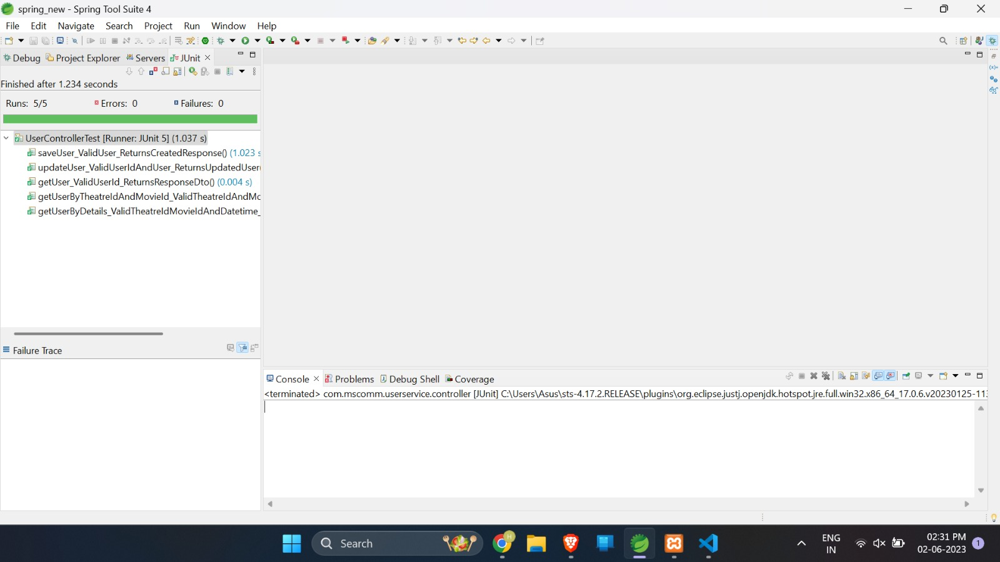 spring_new - Spring Tool Suite 4
File Edit Navigate Search Project Run Window Help
Debug Project Explorer Servers JUnit
Finished after 1.234 seconds
Runs: 5/5 Errors: 0 Failures: 0
UserControllerTest [Runner: JUnit 5] (1.037 s)
saveUser_ValidUser_ReturnsCreatedResponse() (1.023 s
updateUser_ValidUserIdAndUser_ReturnsUpdatedUser(
getUser_ValidUserId_ReturnsResponseDto() (0.004 s)
getUserByTheatreIdAndMovieId_ValidTheatreIdAndMo
getUserByDetails_ValidTheatreIdMovieIdAndDatetime_
Failure Trace
Console Problems Debug Shell Coverage
<terminated> com.mscomm.userservice.controller [JUnit] C:\Users\Asus\sts-4.17.2.RELEASE\plugins\org.eclipse.justj.openjdk.hotspot.jre.full.win32.x86_64_17.0.6.v20230125-113
Search
ENG
IN
02:31 PM
02-06-2023
1